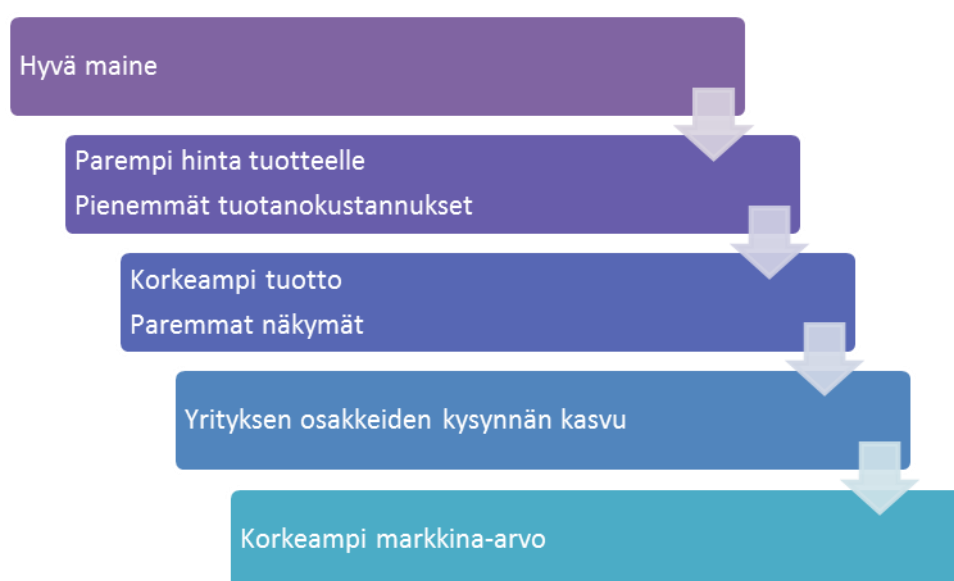 Hyvä maine
Parempi hinta tuotteelle
Pienemmät tuotanokustannukset
Korkeampi tuotto
Paremmat näkymät
Yrityksen osakkeiden kysynnän kasvu
Korkeampi markkina-arvo